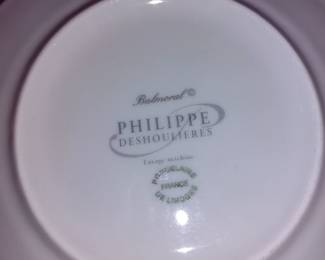 Balmoral ©
PHILIPPE
DESHOULIERES
Lavage machine
PORCELAINE
FRANCE
DE LIMOGES